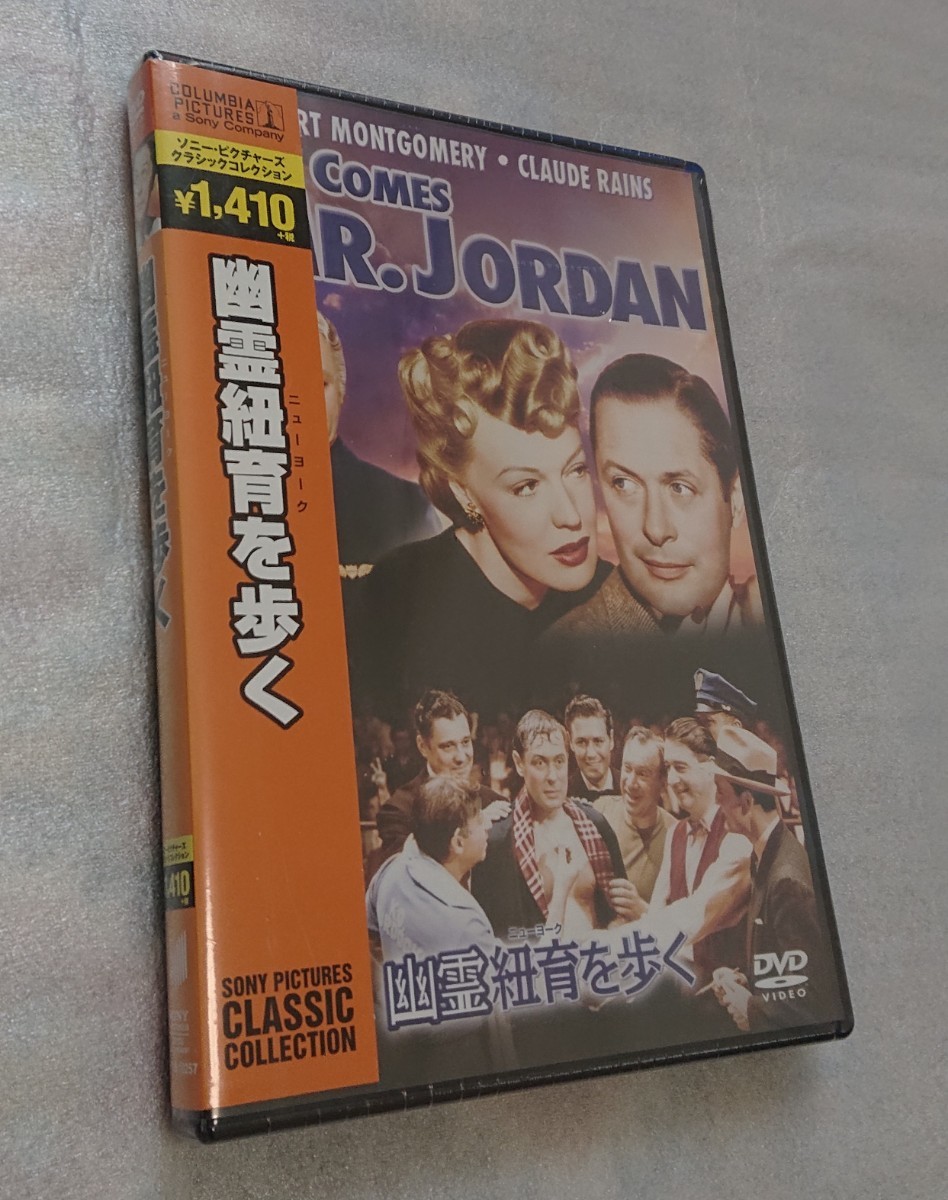 COLUMBIA
PICTURES
a Sony Company
ソニー・ピクチャーズ
クラシックコレクション
¥1,410
+税
幽霊紐育を歩く
ニューヨーク
SONY PICTURES
CLASSIC
COLLECTION
RT MONTGOMERY • CLAUDE RAINS
COMES
R. JORDAN
ニューヨーク
幽霊紐育を歩く
DVD
VIDEO
410